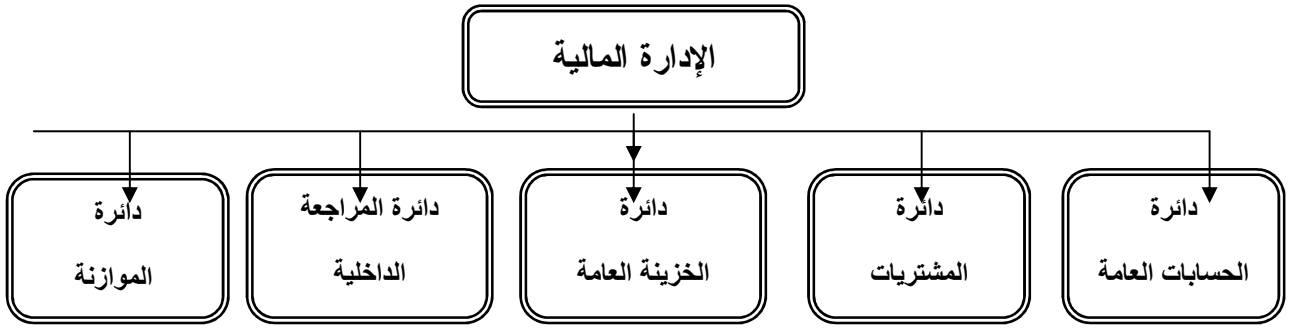 الإدارة المالية
دائرة
الحسابات العامة
دائرة
المشتريات
دائرة
الخزينة العامة
دائرة المراجعة
الداخلية
دائرة
الموازنة